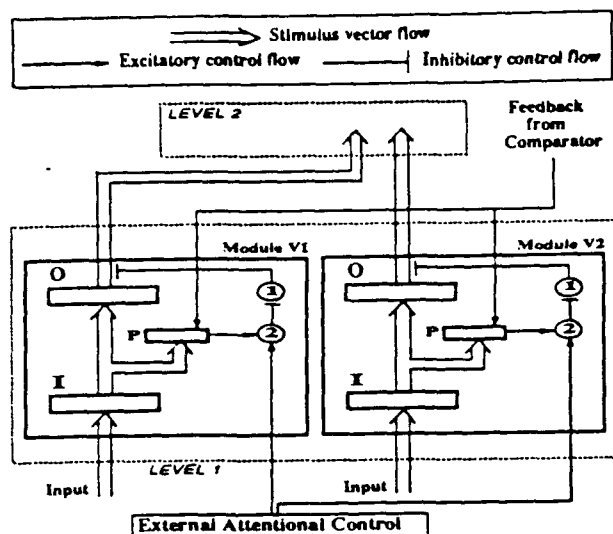 Stimulus vector flow
Excitatory control flow
Inhibitory control flow
LEVEL 2
Feedback
from
Comparator
Module V1
Module V2
O
1
P
2
I
O
1
P
2
I
LEVEL 1
Input
Input
External Attentional Control